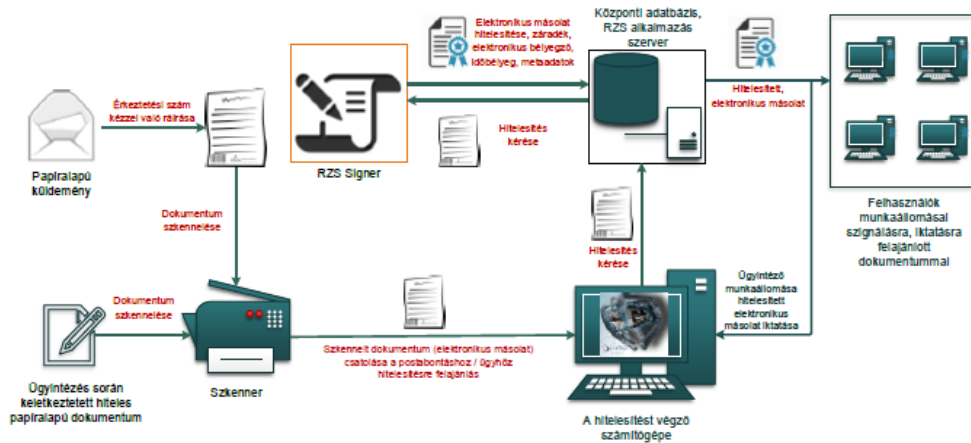 Elektronikus másolat
hitelesítése, záradék,
elektronikus bélyegző,
időbélyeg, metaadatok
Központi adatbázis,
RZS alkalmazás
szerver
Érkeztetési szám
kézzel való ráírása
Hitelesített,
elektronikus másolat
Hitelesítés
kérése
Papíralapú
küldemény
RZS Signer
Felhasználók
munkaállomásai
szignálásra, iktatásra
felajánlott
dokumentummal
Dokumentum
szkennelése
Hitelesítés
kérése
Ügyintéző
munkaállomása
hitelesített
elektronikus
másolat iktatása
Dokumentum
szkennelése
Szkennelt dokumentum (elektronikus másolat)
csatolása a postabontáshoz / ügyhöz
hitelesítésre felajánlás
Ügyintézés során
keletkeztetett hiteles
papíralapú dokumentum
Szkenner
A hitelesítést végző
számítógépe